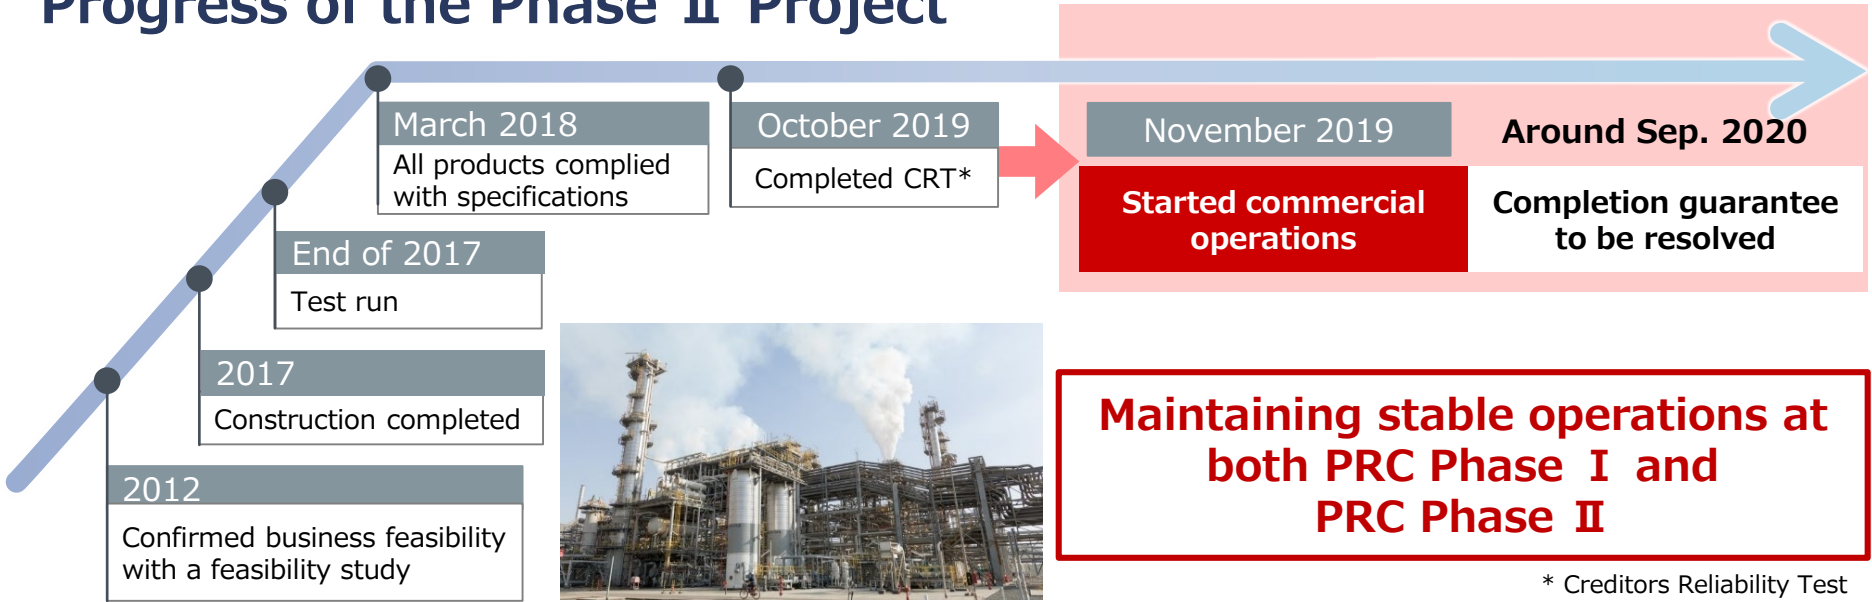 Progress of the Phase Ⅱ Project
March 2018
All products complied
with specifications
October 2019
Completed CRT*
November 2019
Started commercial
operations
Around Sep. 2020
Completion guarantee
to be resolved
End of 2017
Test run
2017
Construction completed
2012
Confirmed business feasibility
with a feasibility study
Maintaining stable operations at
both PRC Phase Ⅰ and
PRC Phase Ⅱ
* Creditors Reliability Test